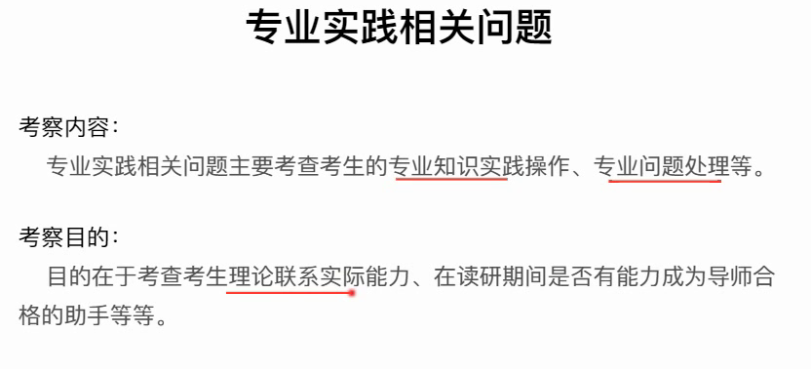 专业实践相关问题
考察内容：
专业实践相关问题主要考查考生的专业知识实践操作、专业问题处理等。
考察目的：
目的在于考查考生理论联系实际能力、在读研期间是否有能力成为导师合
格的助手等等。